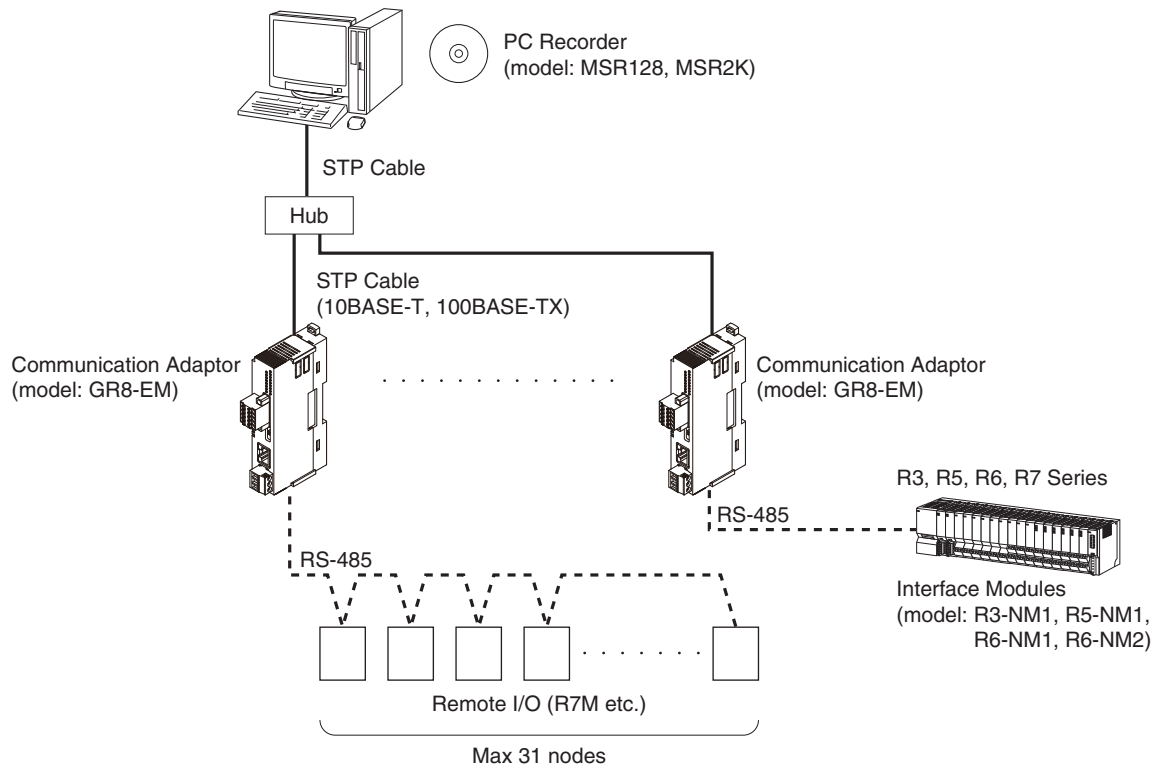 PC Recorder
(model: MSR128, MSR2K)
STP Cable
Hub
STP Cable
(10BASE-T, 100BASE-TX)
Communication Adaptor
(model: GR8-EM)
Communication Adaptor
(model: GR8-EM)
R3, R5, R6, R7 Series
RS-485
RS-485
Interface Modules
(model: R3-NM1, R5-NM1,
R6-NM1, R6-NM2)
Remote I/O (R7M etc.)
Max 31 nodes